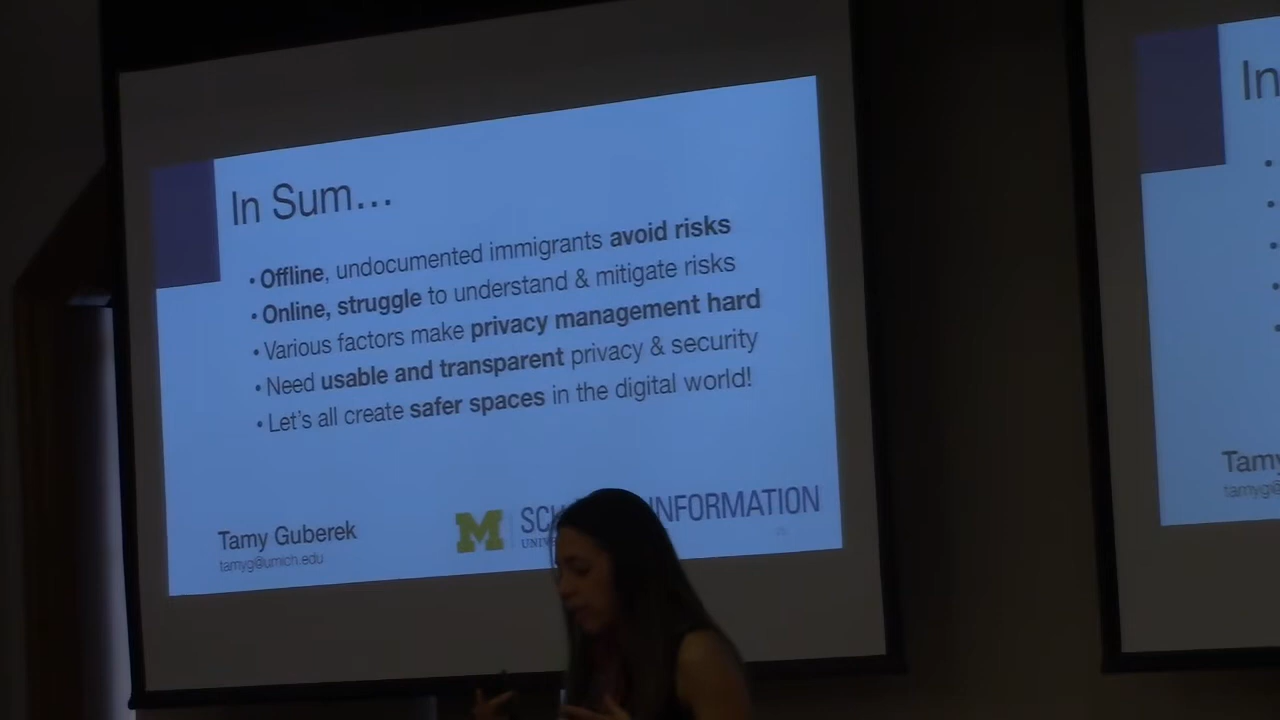 In Sum...
• Offline, undocumented immigrants avoid risks
• Online, struggle to understand & mitigate risks
• Various factors make privacy management hard
• Need usable and transparent privacy & security
• Let's all create safer spaces in the digital world!
Tamy Guberek
tamyg@umich.edu
M
INFORMATION
In
Tamy
tamyg@